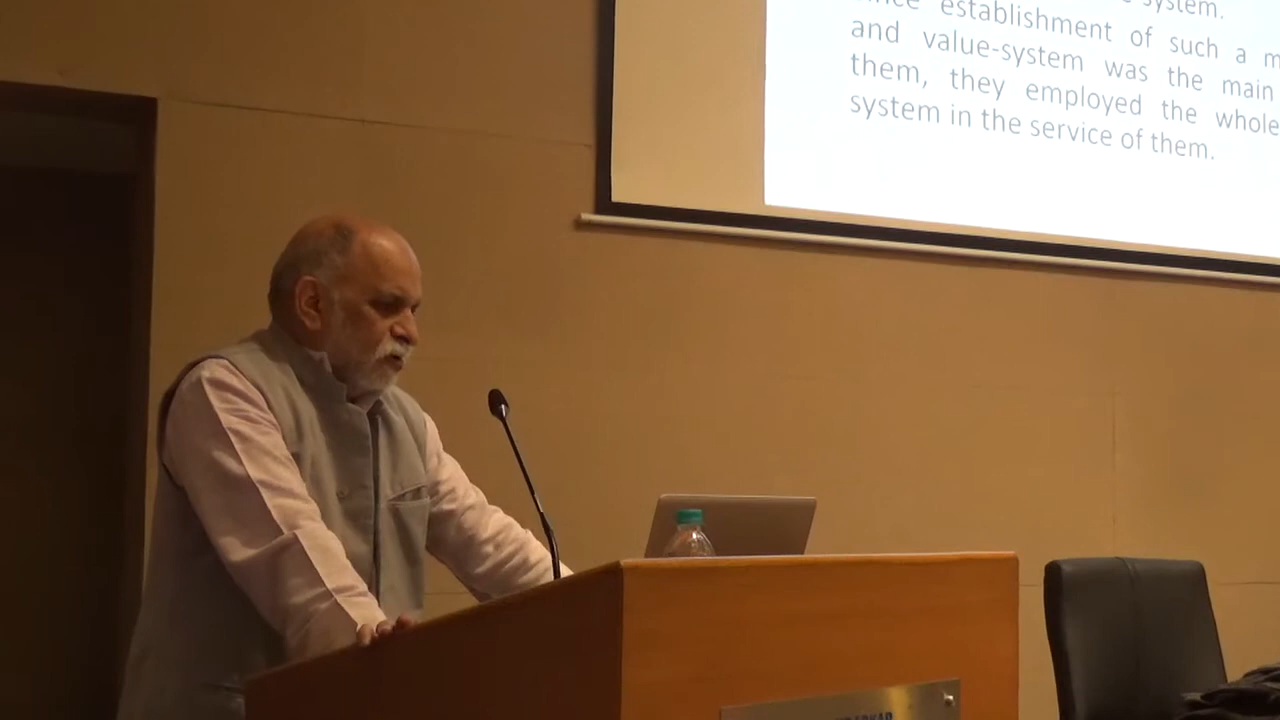 system.
establishment of such a
and value-system was the main
them, they employed the whole
system in the service of them.